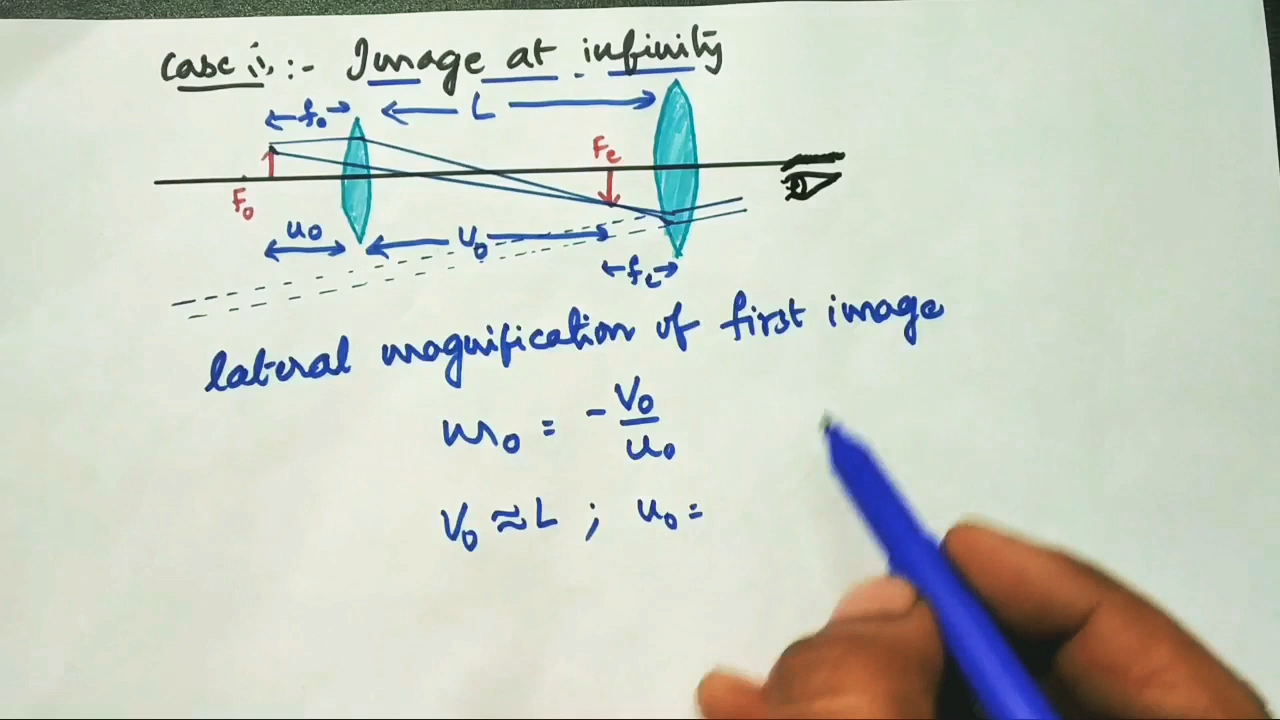 Case i) :- Image at infinity
f₀ L
Fe
F₀
u₀ v₀
fe
lateral magnification of first image
m₀ = - V₀/u₀
V₀ ≈ L ; u₀ =